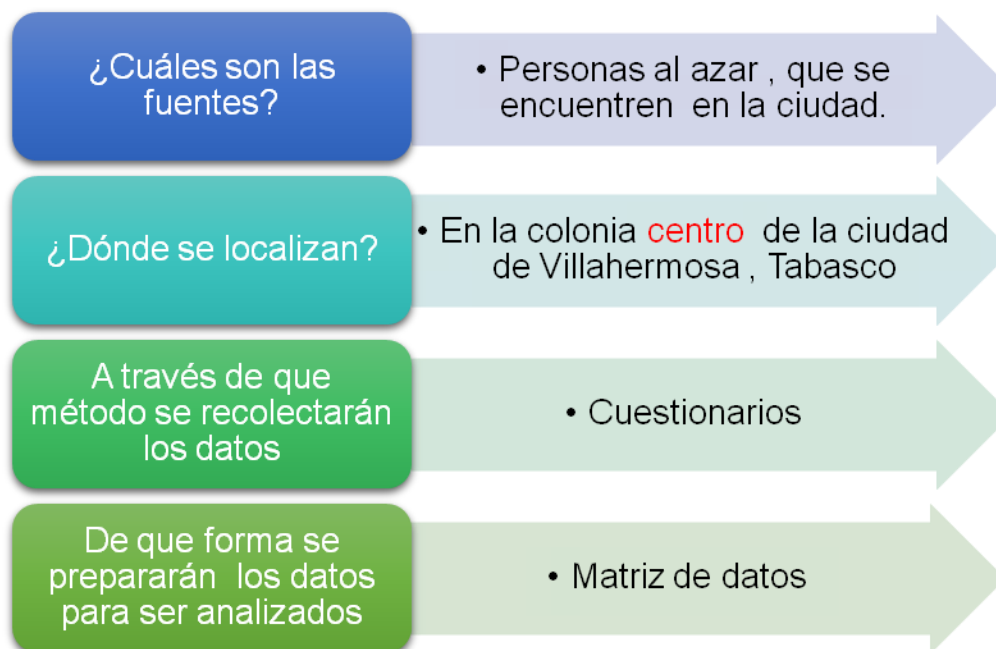 ¿Cuáles son las
fuentes?
• Personas al azar , que se
encuentren en la ciudad.
¿Dónde se localizan?
• En la colonia centro de la ciudad
de Villahermosa , Tabasco
A través de que
método se recolectarán
los datos
• Cuestionarios
De que forma se
prepararán los datos
para ser analizados
• Matriz de datos